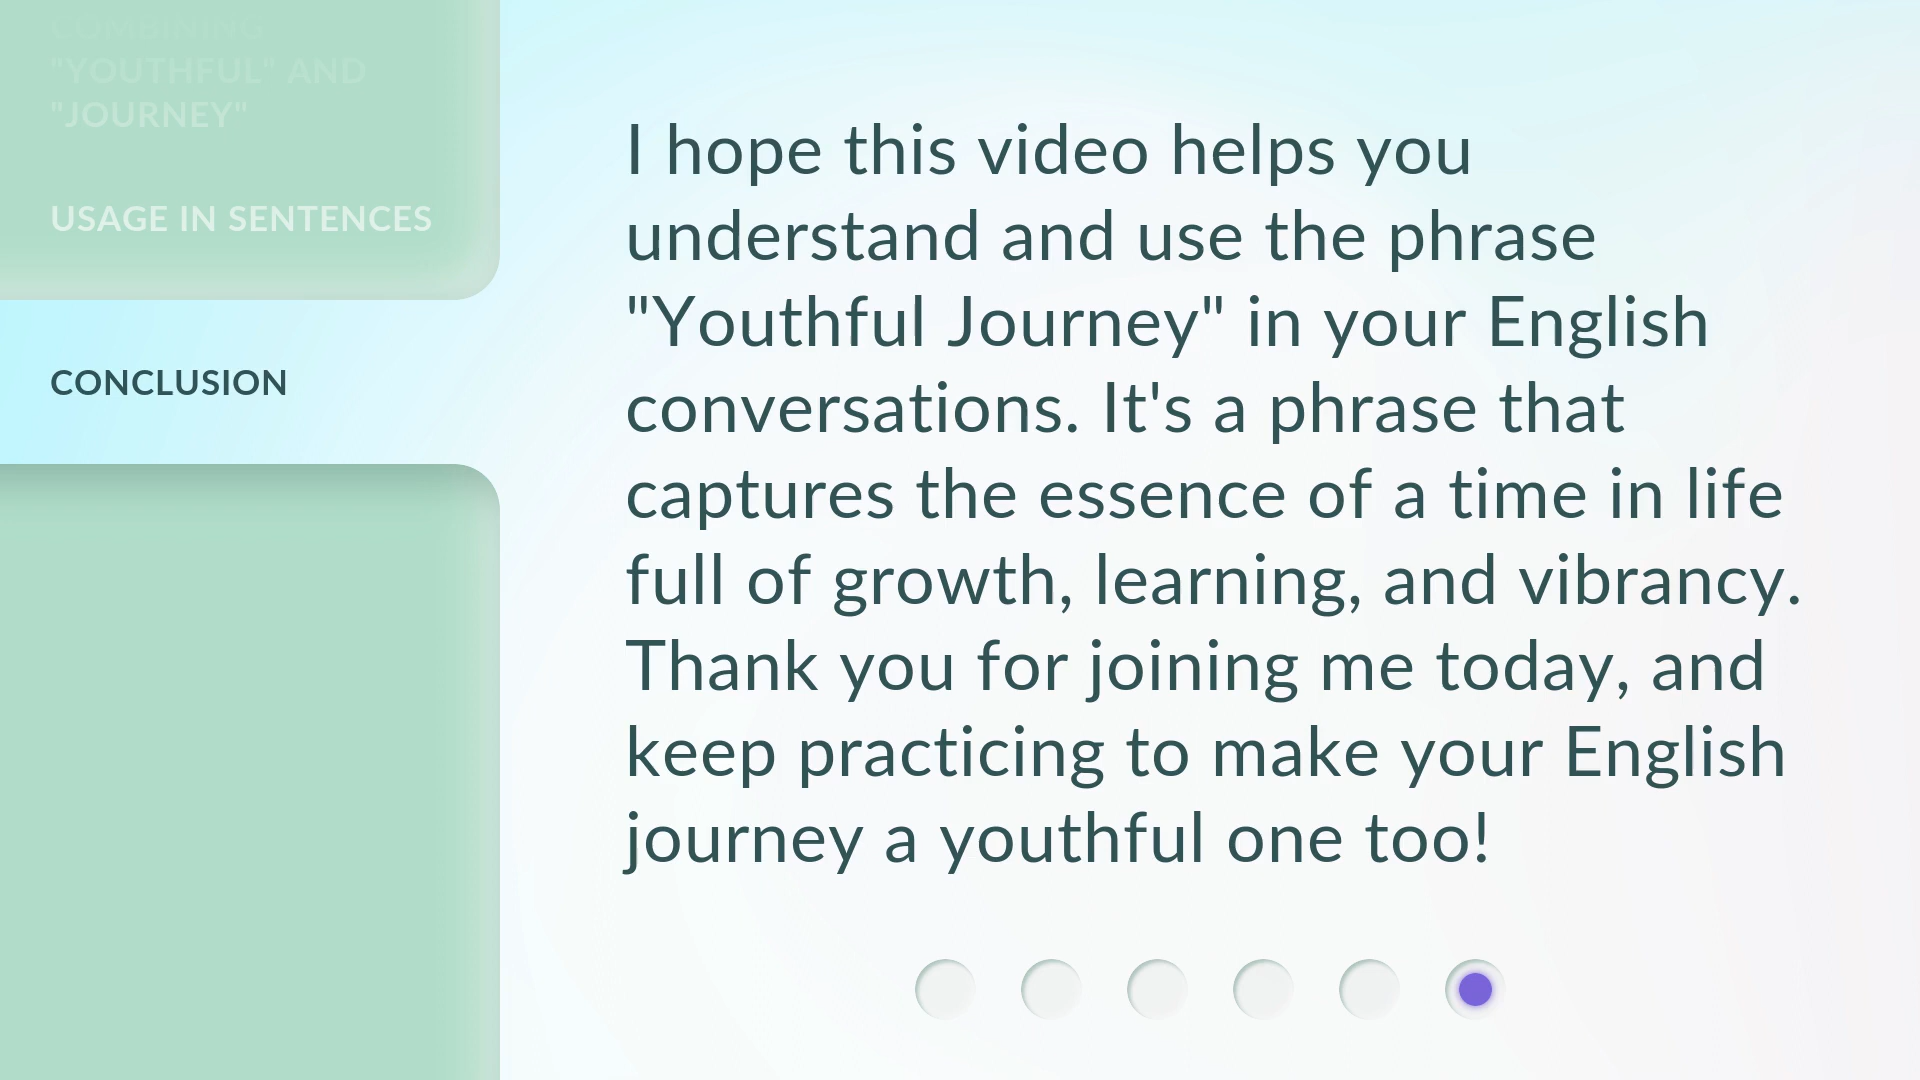 COMBINING
"YOUTHFUL" AND
"JOURNEY"
USAGE IN SENTENCES
CONCLUSION
I hope this video helps you
understand and use the phrase
"Youthful Journey" in your English
conversations. It's a phrase that
captures the essence of a time in life
full of growth, learning, and vibrancy.
Thank you for joining me today, and
keep practicing to make your English
journey a youthful one too!